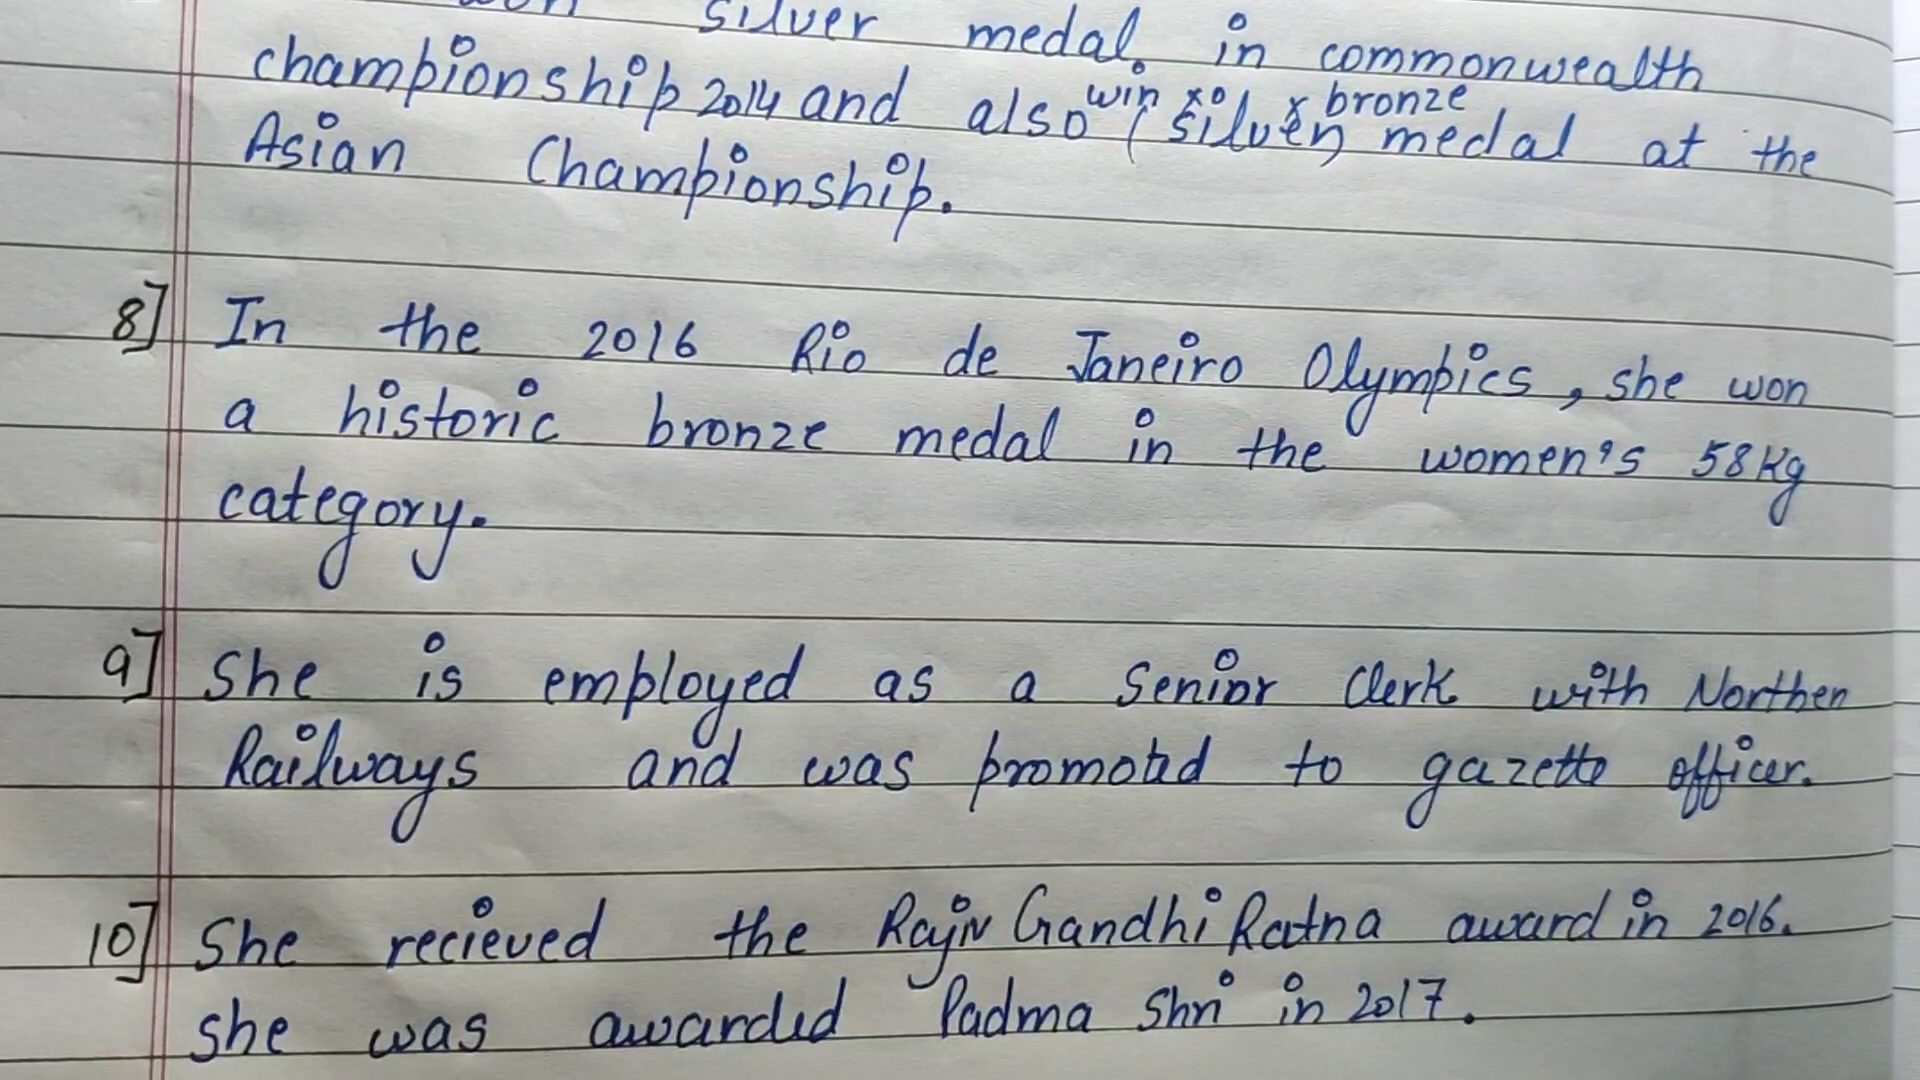 won silver medal in commonwealth
championship 2014 and also win (silver) bronze medal at the
Asian Championship.
8] In the 2016 Rio de Janeiro Olympics, she won
a historic bronze medal in the women's 58kg
category.
9] She is employed as a Senior Clerk with Northen
Railways and was promoted to gazette officer.
10] She recieved the Rajiv Gandhi Ratna award in 2016.
she was awarded Padma Shri in 2017.